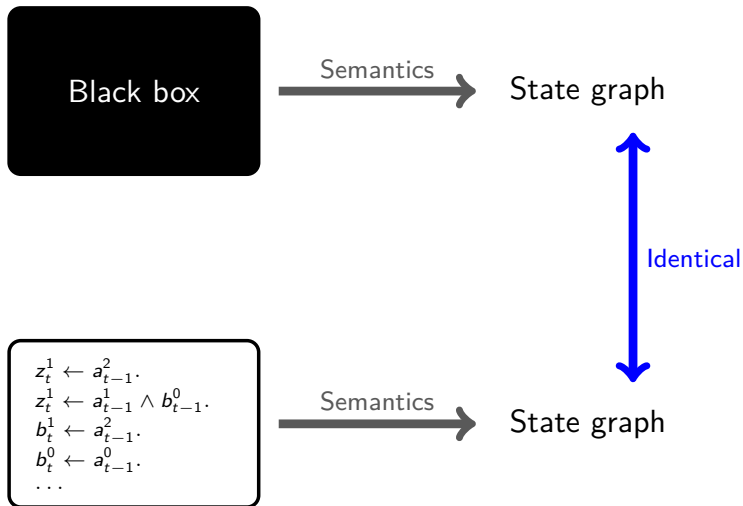 Black box
Semantics
State graph
Identical
z_t^1 ← a_{t−1}^2.
z_t^1 ← a_{t−1}^1 ∧ b_{t−1}^0.
b_t^1 ← a_{t−1}^2.
b_t^0 ← a_{t−1}^0.
· · ·
Semantics
State graph